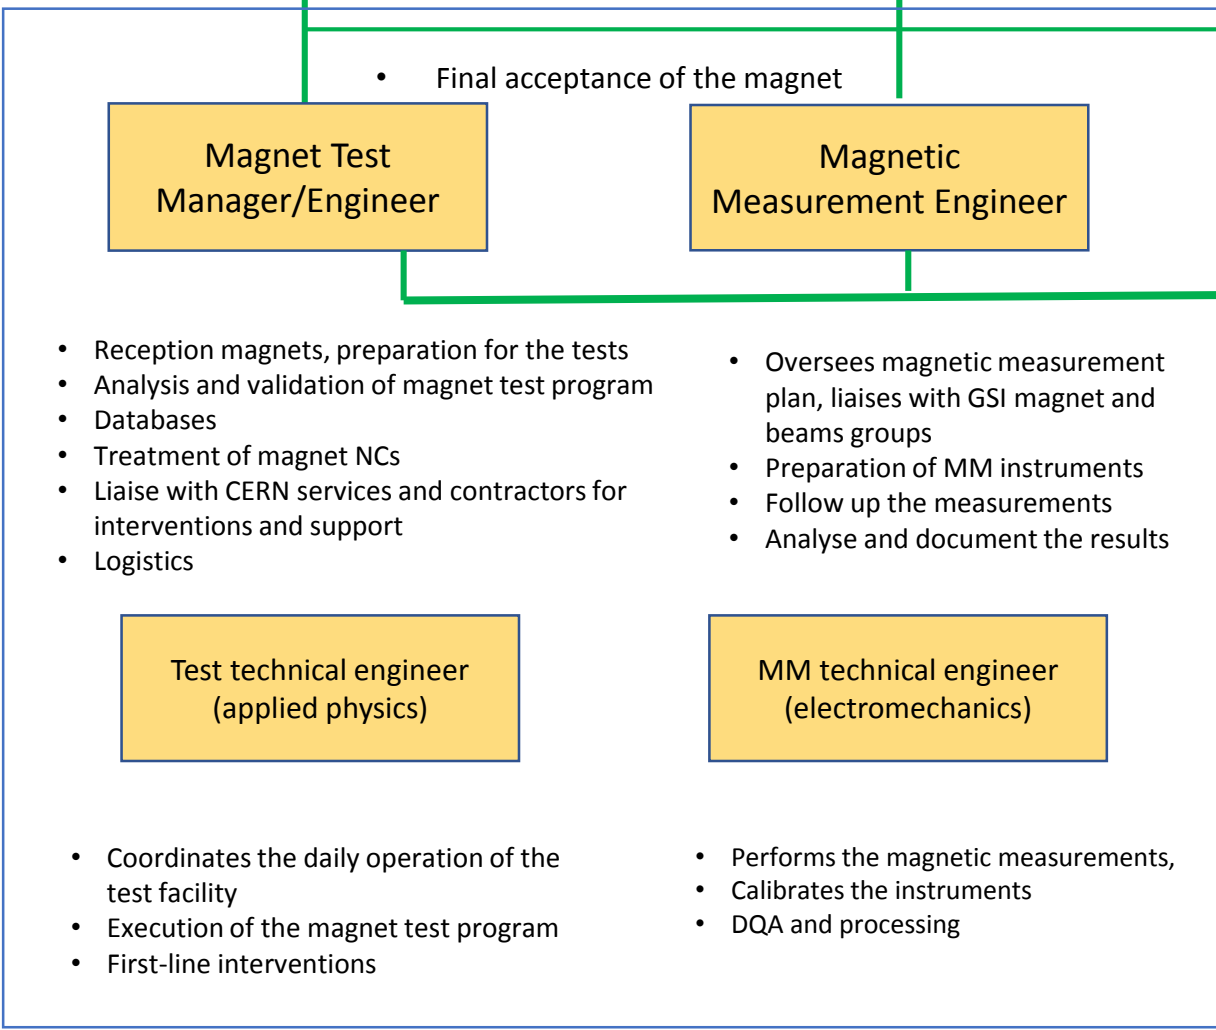 • Final acceptance of the magnet
Magnet Test
Manager/Engineer
Magnetic
Measurement Engineer
• Reception magnets, preparation for the tests
• Analysis and validation of magnet test program
• Databases
• Treatment of magnet NCs
• Liaise with CERN services and contractors for
interventions and support
• Logistics
• Oversees magnetic measurement
plan, liaises with GSI magnet and
beams groups
• Preparation of MM instruments
• Follow up the measurements
• Analyse and document the results
Test technical engineer
(applied physics)
MM technical engineer
(electromechanics)
• Coordinates the daily operation of the
test facility
• Execution of the magnet test program
• First-line interventions
• Performs the magnetic measurements,
• Calibrates the instruments
• DQA and processing